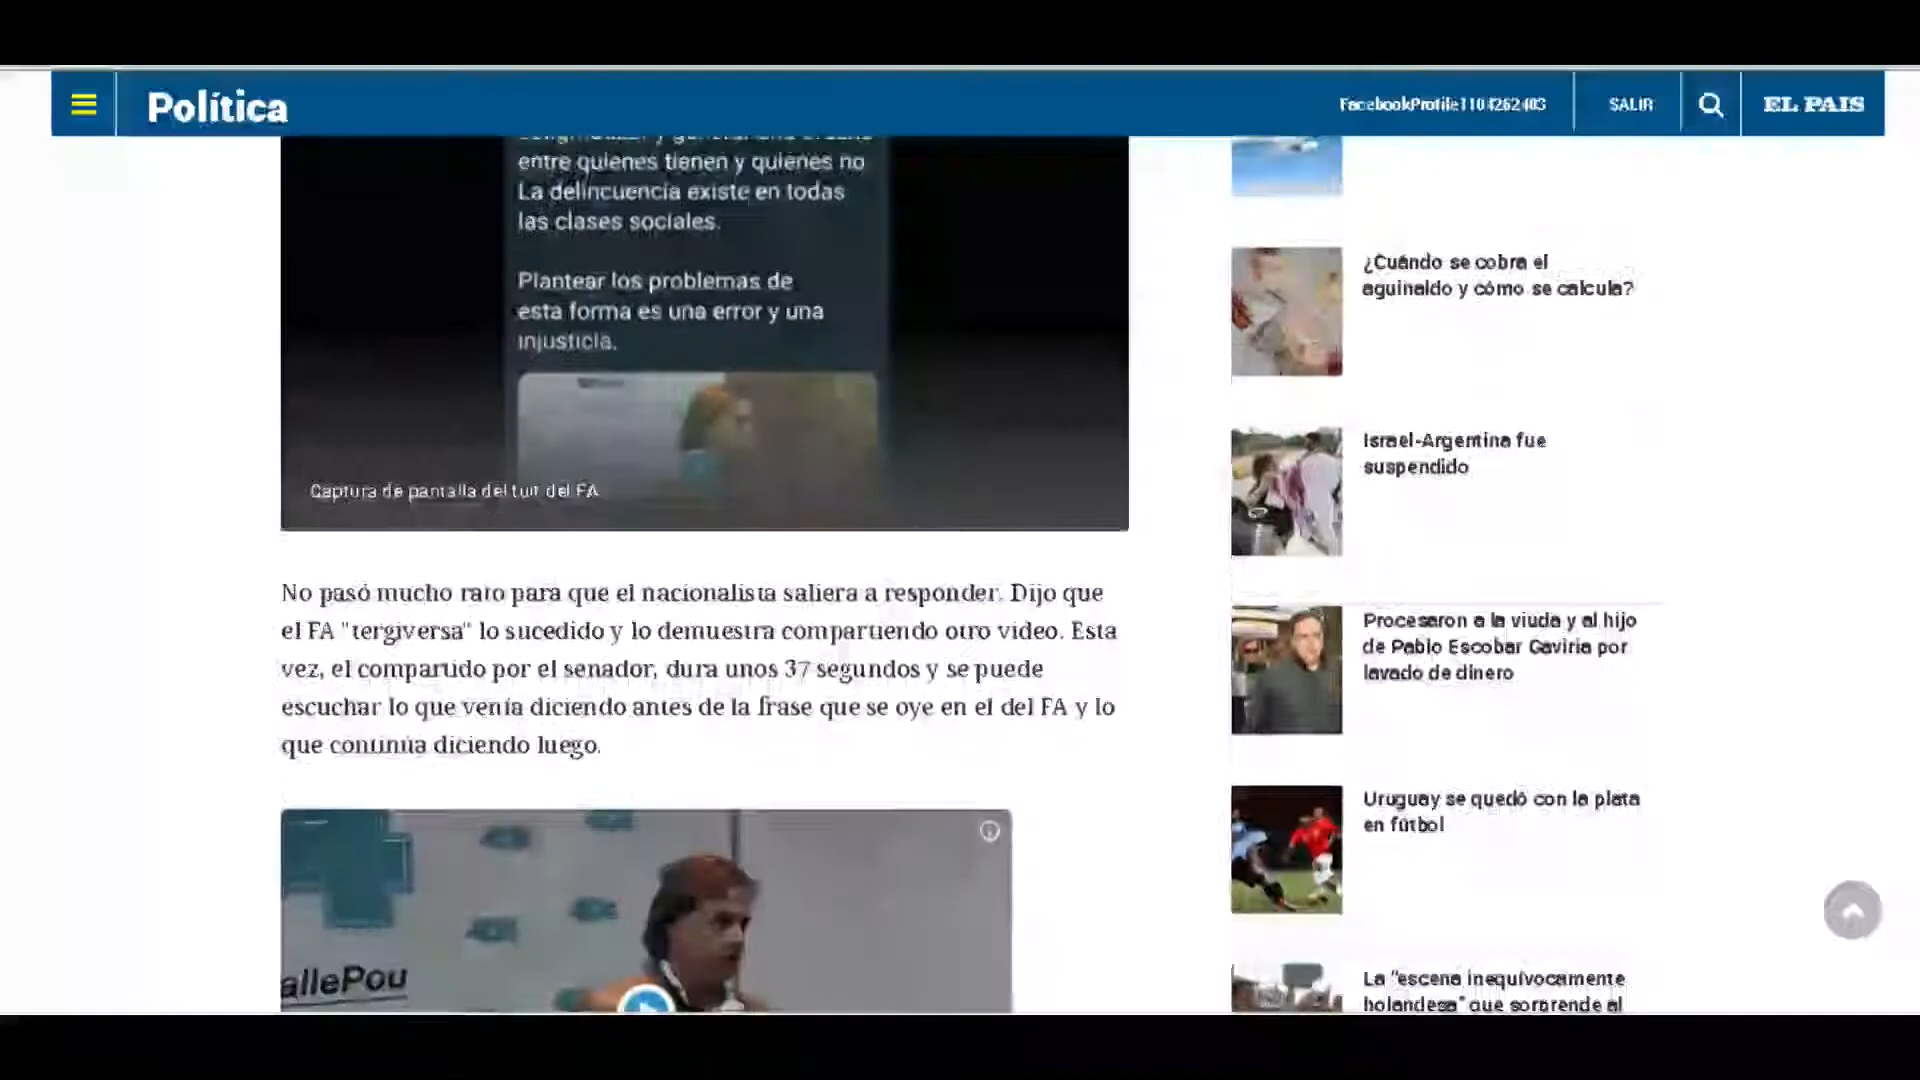 Política
FacebookProfile1104262403
SALIR
EL PAIS
entre quienes tienen y quienes no
La delincuencia existe en todas
las clases sociales.
Plantear los problemas de
esta forma es una error y una
injusticia.
Captura de pantalla del tuit del FA
No pasó mucho rato para que el nacionalista saliera a responder. Dijo que
el FA "tergiversa" lo sucedido y lo demuestra compartiendo otro video. Esta
vez, el compartido por el senador, dura unos 37 segundos y se puede
escuchar lo que venía diciendo antes de la frase que se oye en el del FA y lo
que continúa diciendo luego.
allePou
¿Cuándo se cobra el
aguinaldo y cómo se calcula?
Israel-Argentina fue
suspendido
Procesaron a la viuda y al hijo
de Pablo Escobar Gaviria por
lavado de dinero
Uruguay se quedó con la plata
en fútbol
La "escena inequívocamente
holandesa" que sorprende al